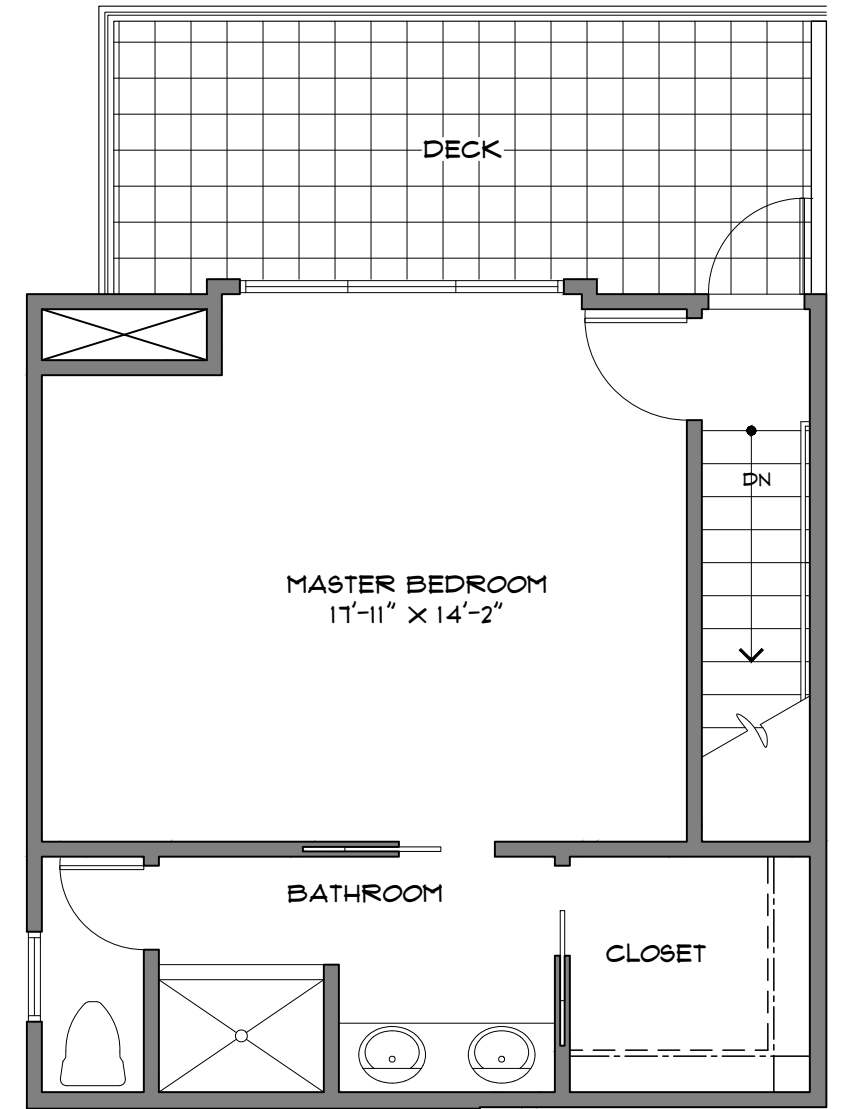 DECK
DN
MASTER BEDROOM
17'-11" X 14'-2"
BATHROOM
CLOSET